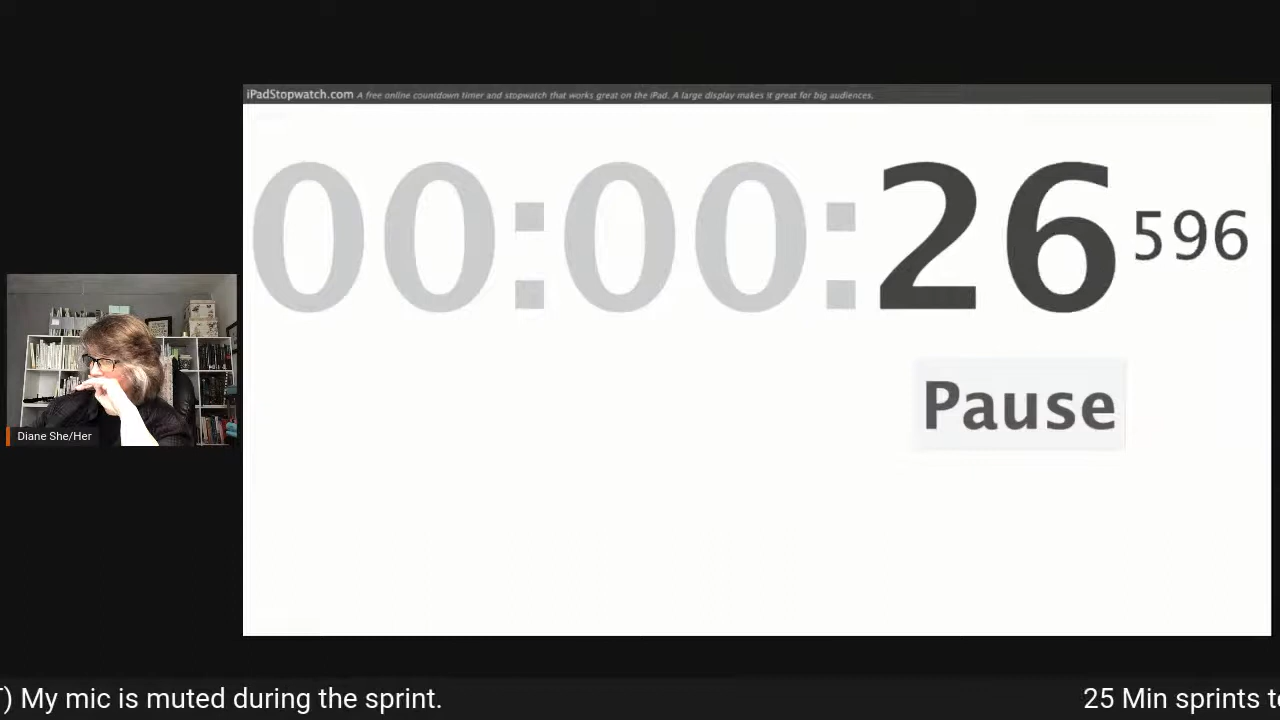 iPadStopwatch.com A free online countdown timer and stopwatch that works great on the iPad. A large display makes it great for big audiences.
00:00:26 596
Pause
Diane She/Her
) My mic is muted during the sprint. 25 Min sprints